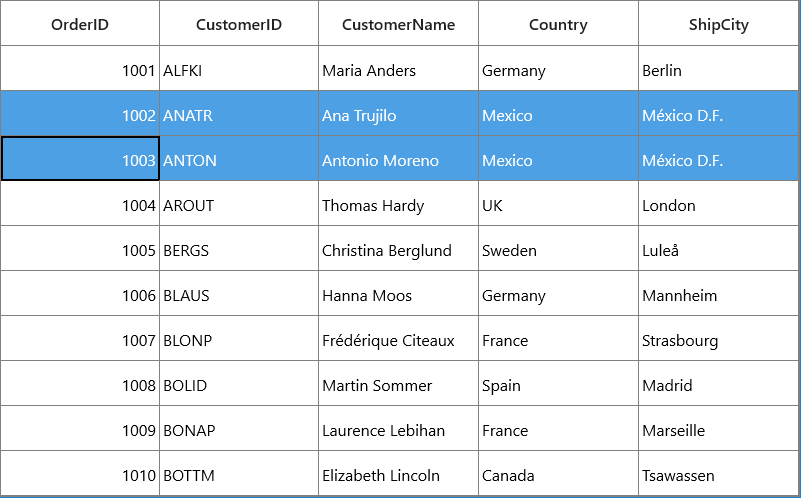 OrderID CustomerID CustomerName Country ShipCity
1001 ALFKI Maria Anders Germany Berlin
1002 ANATR Ana Trujilo Mexico México D.F.
1003 ANTON Antonio Moreno Mexico México D.F.
1004 AROUT Thomas Hardy UK London
1005 BERGS Christina Berglund Sweden Luleå
1006 BLAUS Hanna Moos Germany Mannheim
1007 BLONP Frédérique Citeaux France Strasbourg
1008 BOLID Martin Sommer Spain Madrid
1009 BONAP Laurence Lebihan France Marseille
1010 BOTTM Elizabeth Lincoln Canada Tsawassen